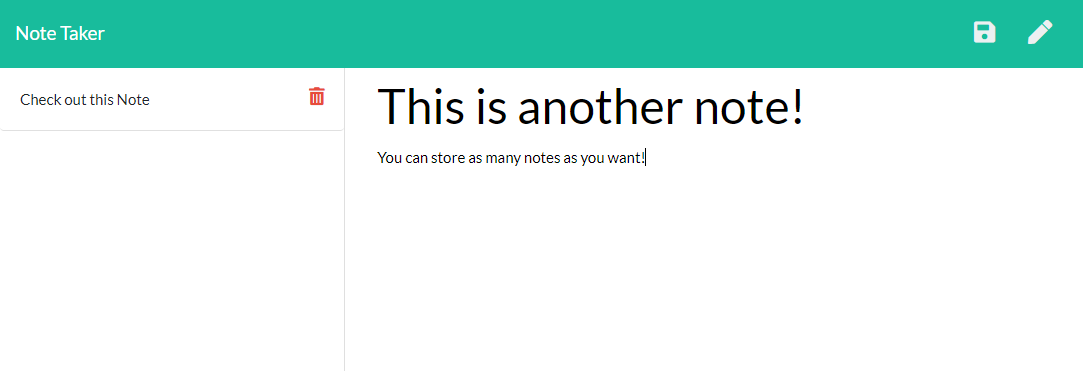 Note Taker
Check out this Note
This is another note!
You can store as many notes as you want!